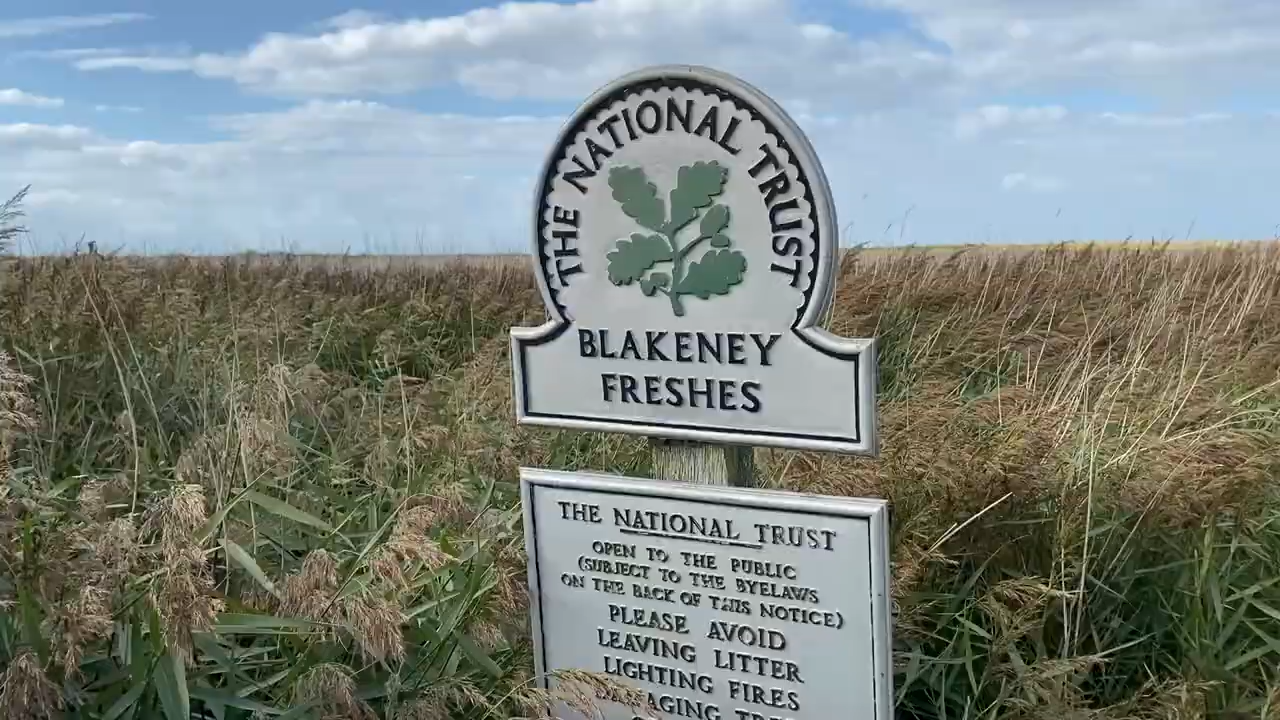 THE NATIONAL TRUST
BLAKENEY
FRESHES
THE NATIONAL TRUST
OPEN TO THE PUBLIC
(SUBJECT TO THE BYELAWS
ON THE BACK OF THIS NOTICE)
PLEASE AVOID
LEAVING LITTER
LIGHTING FIRES